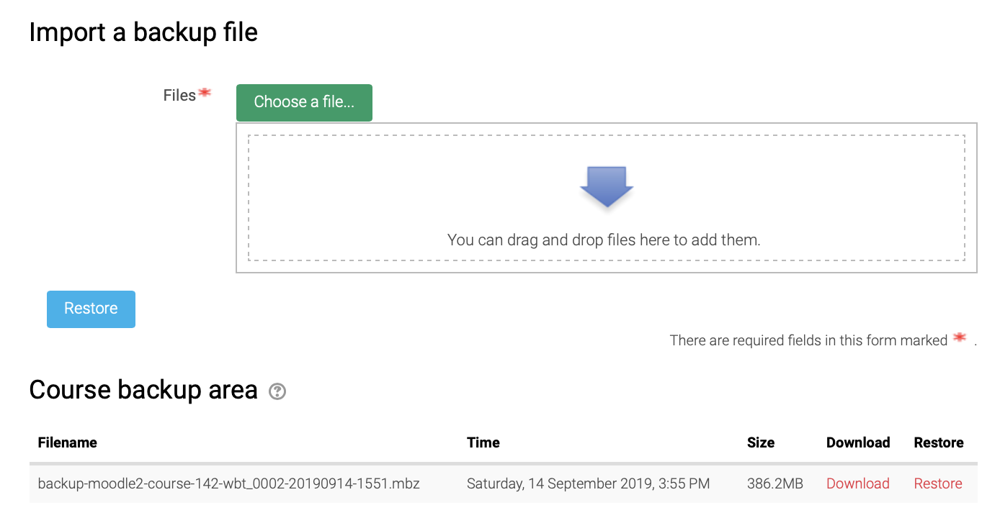 Import a backup file
Files*
Choose a file...
You can drag and drop files here to add them.
Restore
There are required fields in this form marked * .
Course backup area ?
Filename Time Size Download Restore
backup-moodle2-course-142-wbt_0002-20190914-1551.mbz Saturday, 14 September 2019, 3:55 PM 386.2MB Download Restore